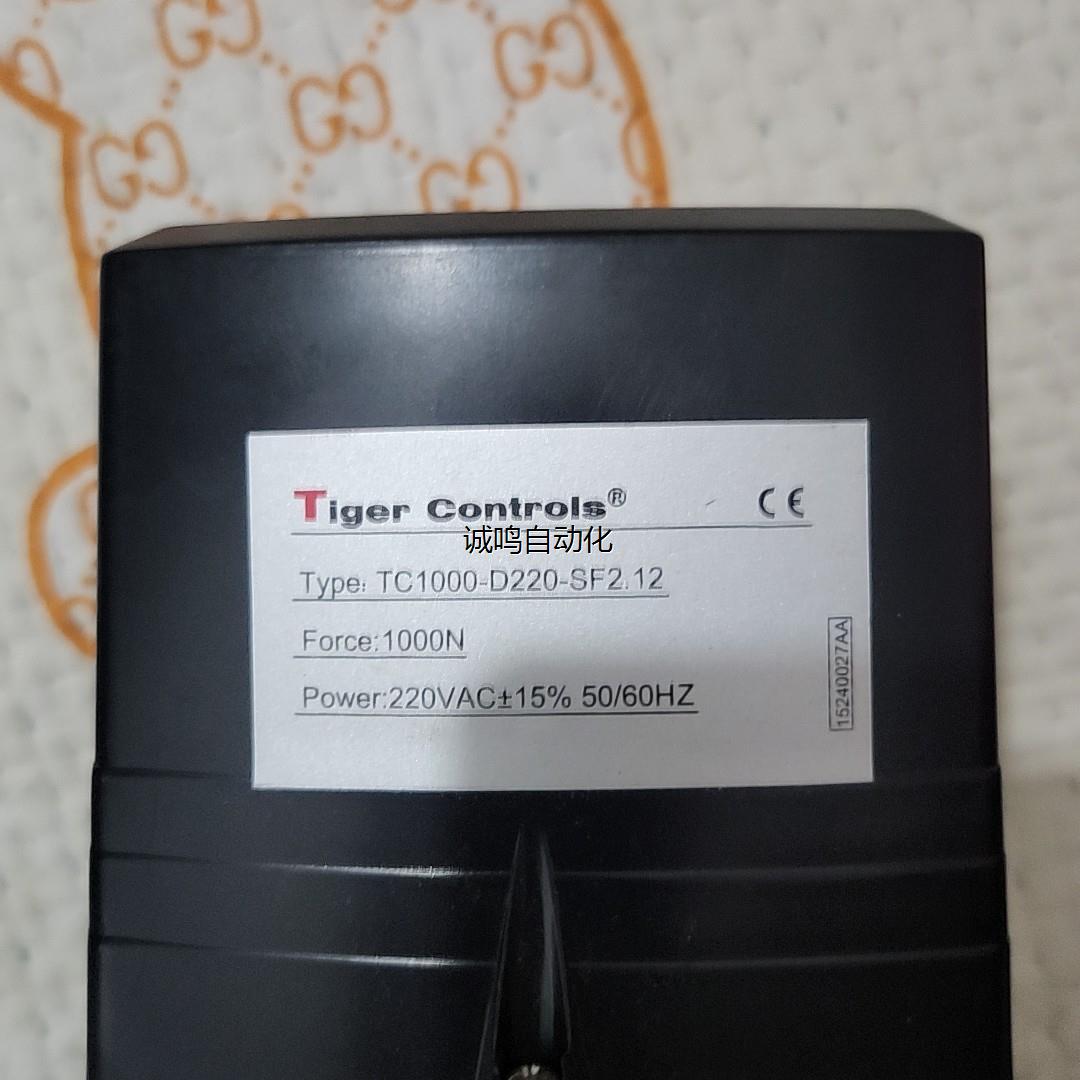 Tiger Controls® CE
诚鸣自动化
Type: TC1000-D220-SF2.12
Force:1000N
Power:220VAC±15% 50/60HZ
15240027AA